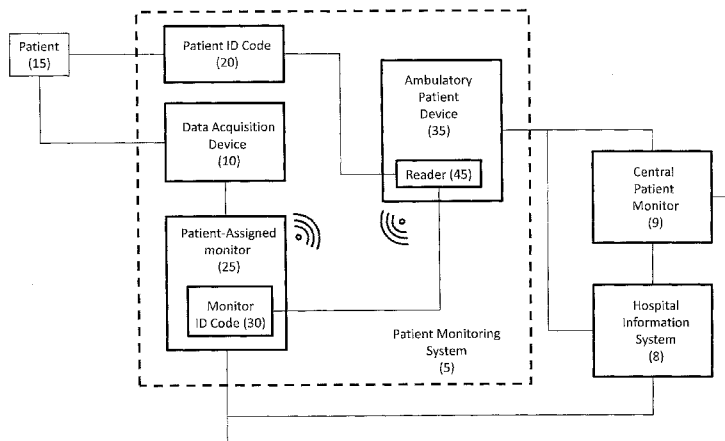 Patient
(15)
Patient ID Code
(20)
Data Acquisition
Device
(10)
Patient-Assigned
monitor
(25)
Monitor
ID Code (30)
Ambulatory
Patient
Device
(35)
Reader (45)
Patient Monitoring
System
(5)
Central
Patient
Monitor
(9)
Hospital
Information
System
(8)